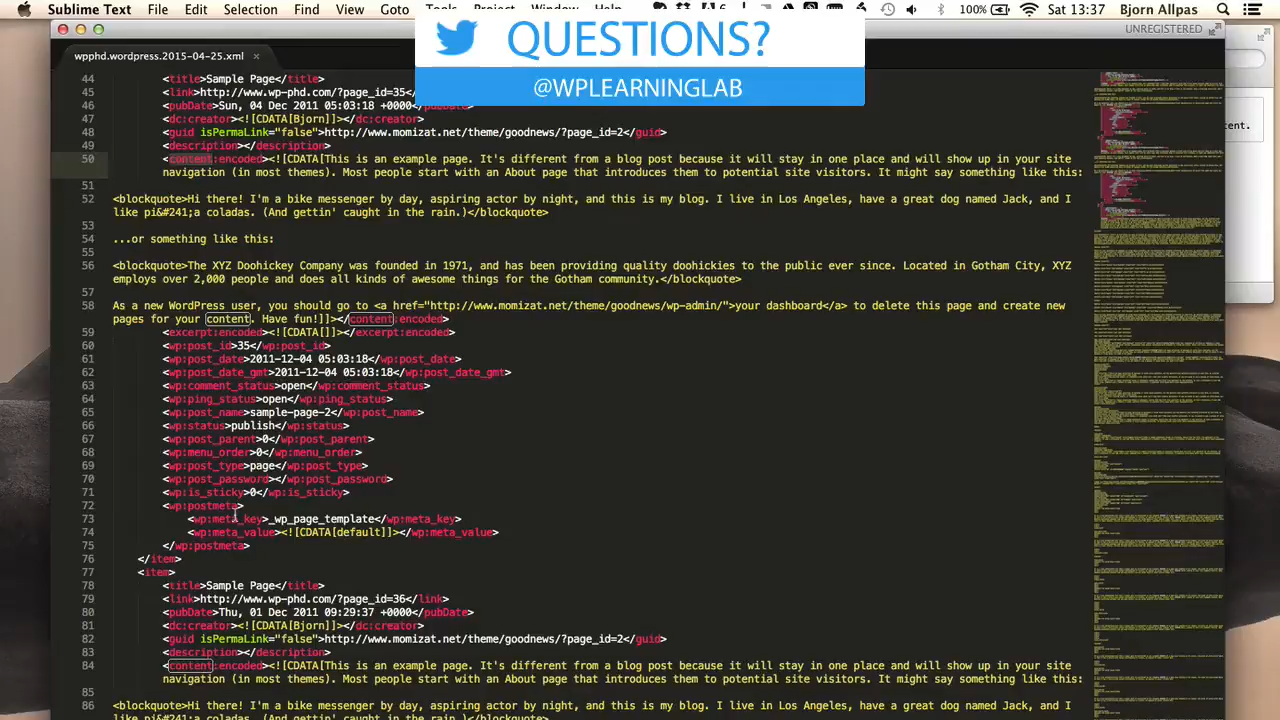 Sublime Text File Edit Selection Find View Goto Tools Project Window Help 100% Sat 13:37 Bjorn Allpas
QUESTIONS?
@WPLEARNINGLAB
UNREGISTERED
wpphd.wordpress.2015-04-25.xml
44 <title>Sample Page</title>
45 <link>http://www.wp-phd.com/?page_id=35</link>
46 <pubDate>Sun, 04 Dec 2011 05:03:18 +0000</pubDate>
47 <dc:creator><![CDATA[Bjorn]]></dc:creator>
48 <guid isPermaLink="false">http://www.momizat.net/theme/goodnews/?page_id=2</guid>
49 <description></description>
50 <content:encoded><![CDATA[This is an example page. It's different from a blog post because it will stay in one place and will show up in your site
navigation (in most themes). Most people start with an About page that introduces them to potential site visitors. It might say something like this:
51
52 <blockquote>Hi there! I'm a bike messenger by day, aspiring actor by night, and this is my blog. I live in Los Angeles, have a great dog named Jack, and I
like pi&#241;a coladas. (And gettin' caught in the rain.)</blockquote>
53
54 ...or something like this:
55
56 <blockquote>The XYZ Doohickey Company was founded in 1971, and has been providing quality doohickies to the public ever since. Located in Gotham City, XYZ
employs over 2,000 people and does all kinds of awesome things for the Gotham community.</blockquote>
57
58 As a new WordPress user, you should go to <a href="http://www.momizat.net/theme/goodnews/wp-admin/">your dashboard</a> to delete this page and create new
pages for your content. Have fun!]]></content:encoded>
59 <excerpt:encoded><![CDATA[]]></excerpt:encoded>
60 <wp:post_id>35</wp:post_id>
61 <wp:post_date>2011-12-04 05:03:18</wp:post_date>
62 <wp:post_date_gmt>2011-12-04 05:03:18</wp:post_date_gmt>
63 <wp:comment_status>open</wp:comment_status>
64 <wp:ping_status>open</wp:ping_status>
65 <wp:post_name>sample-page-2</wp:post_name>
66 <wp:status>publish</wp:status>
67 <wp:post_parent>0</wp:post_parent>
68 <wp:menu_order>0</wp:menu_order>
69 <wp:post_type>page</wp:post_type>
70 <wp:post_password></wp:post_password>
71 <wp:is_sticky>0</wp:is_sticky>
72 <wp:postmeta>
73 <wp:meta_key>_wp_page_template</wp:meta_key>
74 <wp:meta_value><![CDATA[default]]></wp:meta_value>
75 </wp:postmeta>
76 </item>
77 <item>
78 <title>Sample Page</title>
79 <link>http://www.wp-phd.com/?page_id=36</link>
80 <pubDate>Thu, 01 Dec 2011 09:29:37 +0000</pubDate>
81 <dc:creator><![CDATA[Bjorn]]></dc:creator>
82 <guid isPermaLink="false">http://www.momizat.net/theme/goodnews/?page_id=2</guid>
83 <description></description>
84 <content:encoded><![CDATA[This is an example page. It's different from a blog post because it will stay in one place and will show up in your site
navigation (in most themes). Most people start with an About page that introduces them to potential site visitors. It might say something like this:
85
86 <blockquote>Hi there! I'm a bike messenger by day, aspiring actor by night, and this is my blog. I live in Los Angeles, have a great dog named Jack, and I
like pi&#241;a coladas. (And gettin' caught in the rain.)</blockquote>